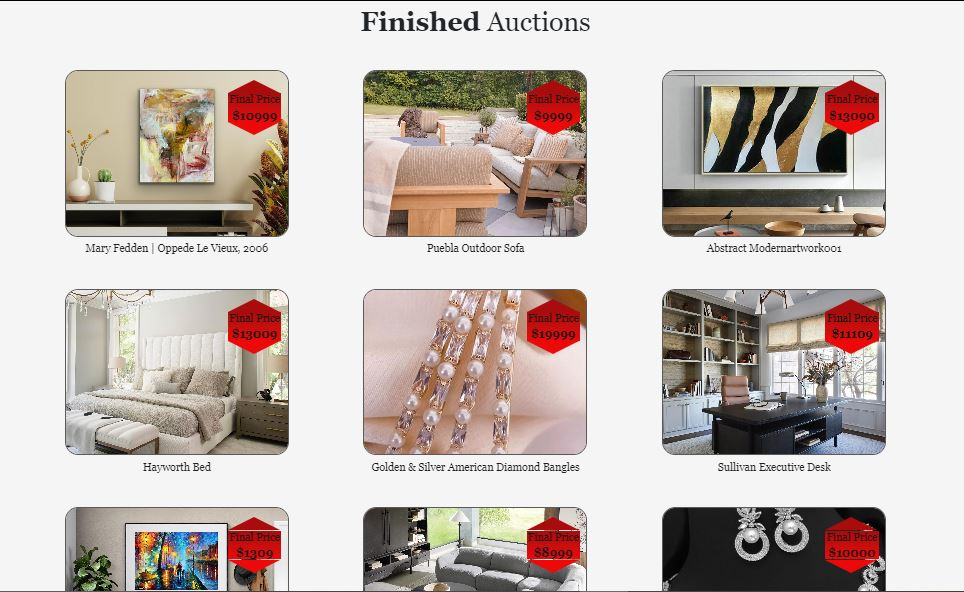 Finished Auctions
Final Price
$10999
Final Price
$9999
Final Price
$13090
Mary Fedden | Oppede Le Vieux, 2006
Puebla Outdoor Sofa
Abstract Modernartwork001
Final Price
$13009
Final Price
$19999
Final Price
$11109
Hayworth Bed
Golden & Silver American Diamond Bangles
Sullivan Executive Desk
Final Price
$1309
Final Price
$8999
Final Price
$10000